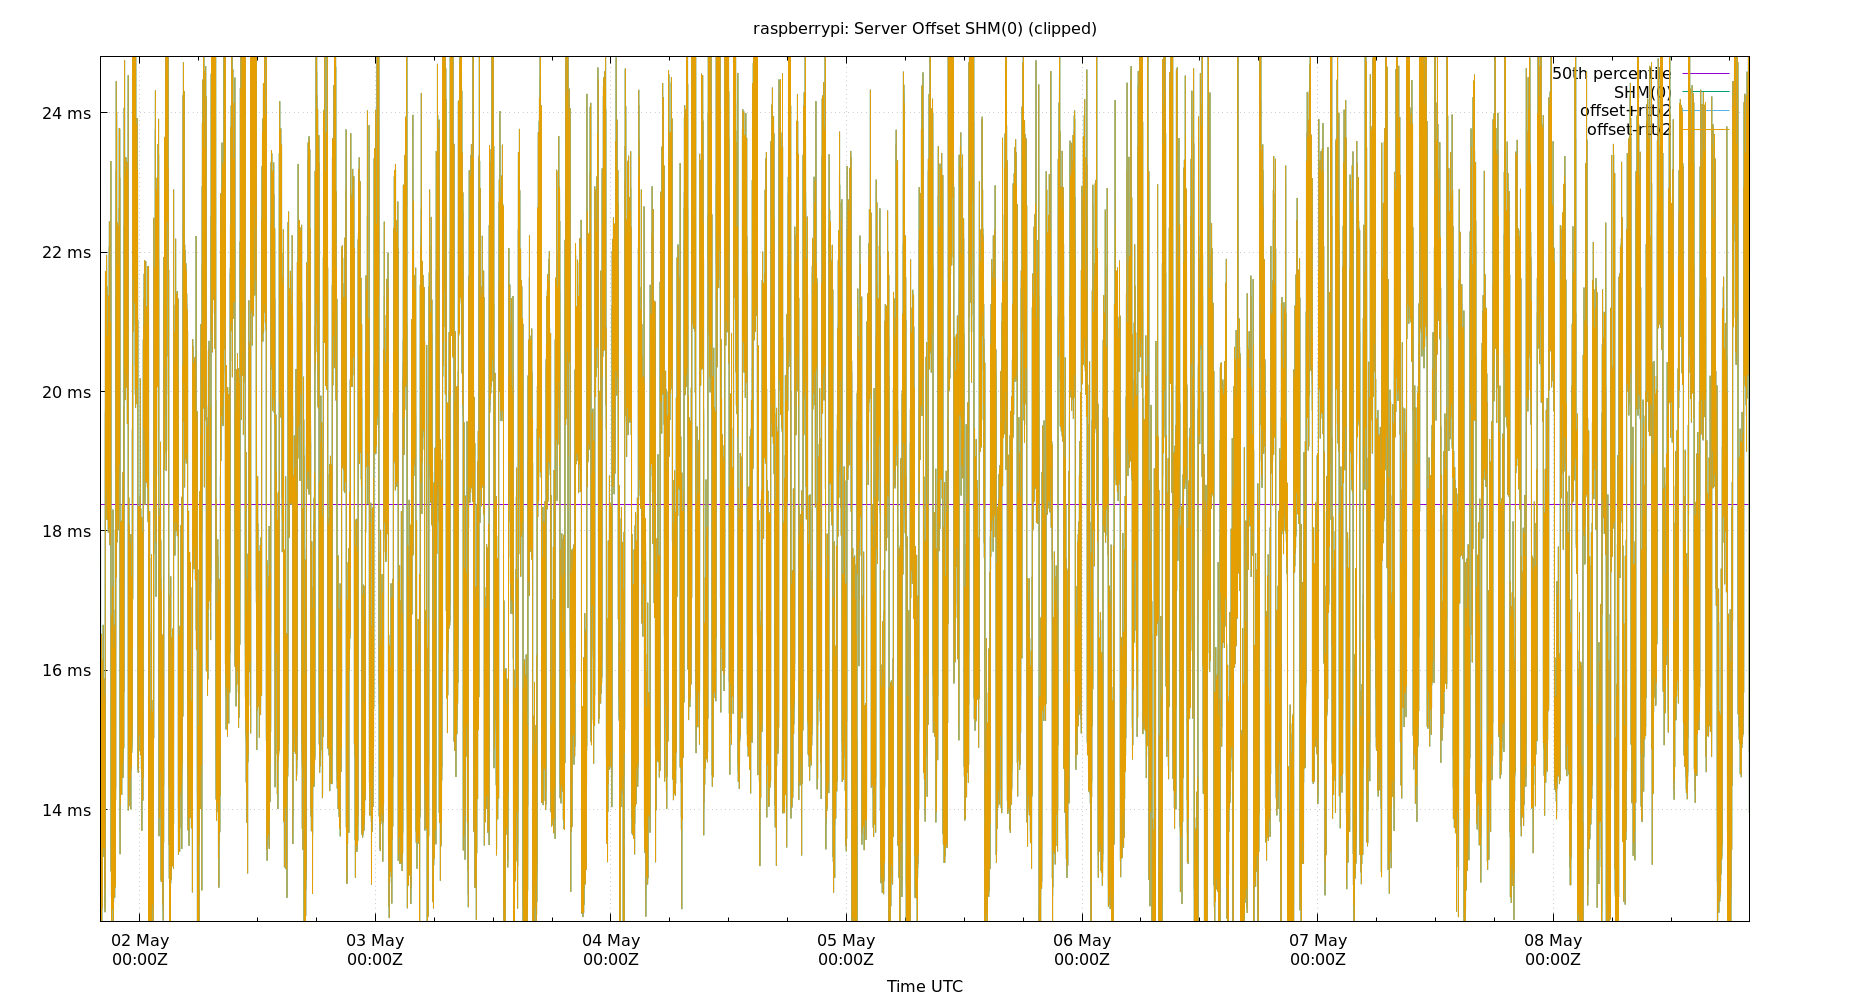 raspberrypi: Server Offset SHM(0) (clipped)
50th percentile
SHM(0)
offset+rtt/2
offset-rtt/2
24 ms
22 ms
20 ms
18 ms
16 ms
14 ms
02 May
00:00Z
03 May
00:00Z
04 May
00:00Z
05 May
00:00Z
06 May
00:00Z
07 May
00:00Z
08 May
00:00Z
Time UTC